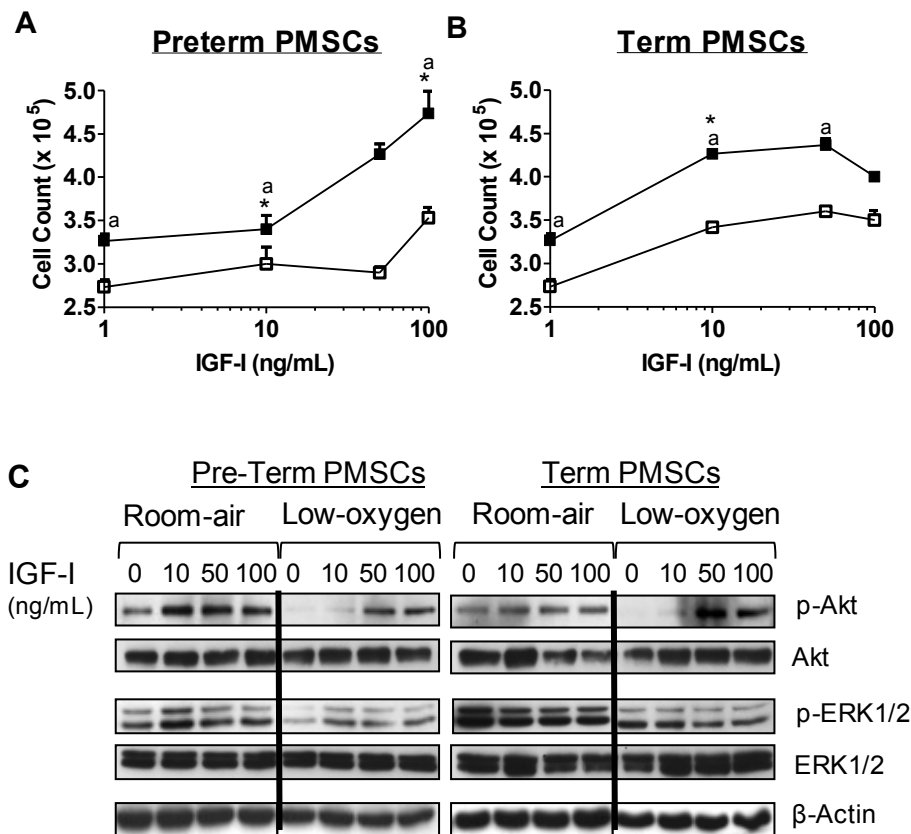 A
Preterm PMSCs
Cell Count (x 10⁵)
5.0
4.5
4.0
3.5
3.0
2.5
a
a
*
a
*
1 10 100
IGF-I (ng/mL)
B
Term PMSCs
Cell Count (x 10⁵)
5.0
4.5
4.0
3.5
3.0
2.5
a
*
a
a
1 10 100
IGF-I (ng/mL)
C
Pre-Term PMSCs Term PMSCs
Room-air Low-oxygen Room-air Low-oxygen
IGF-I 0 10 50 100 0 10 50 100 0 10 50 100 0 10 50 100
(ng/mL)
p-Akt
Akt
p-ERK1/2
ERK1/2
β-Actin